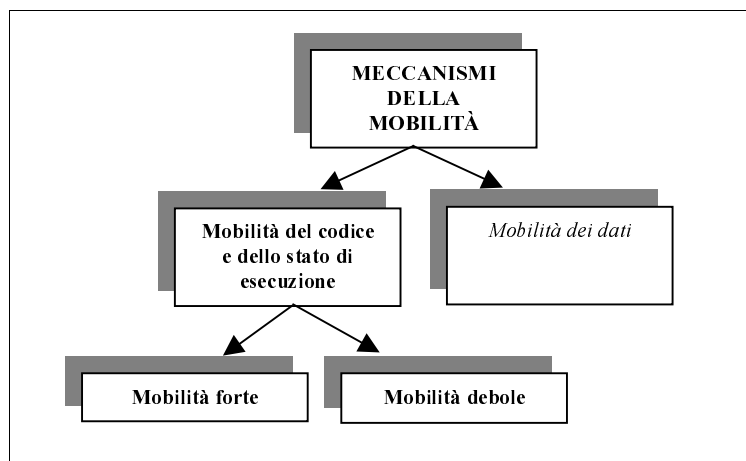 MECCANISMI
DELLA
MOBILITÀ
Mobilità del codice
e dello stato di
esecuzione
Mobilità dei dati
Mobilità forte
Mobilità debole